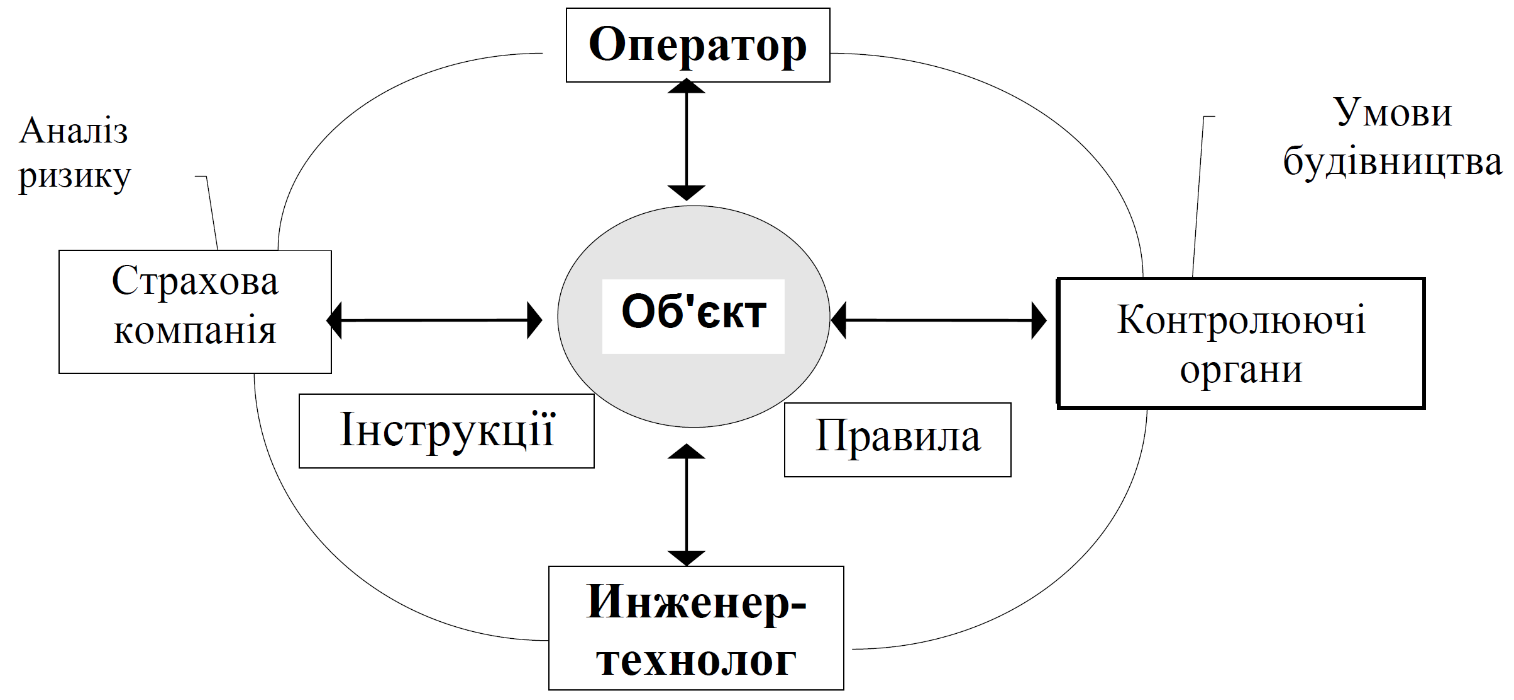 Оператор
Аналіз
ризику
Умови
будівництва
Страхова
компанія
Об'єкт
Контролюючі
органи
Інструкції
Правила
Инженер-
технолог